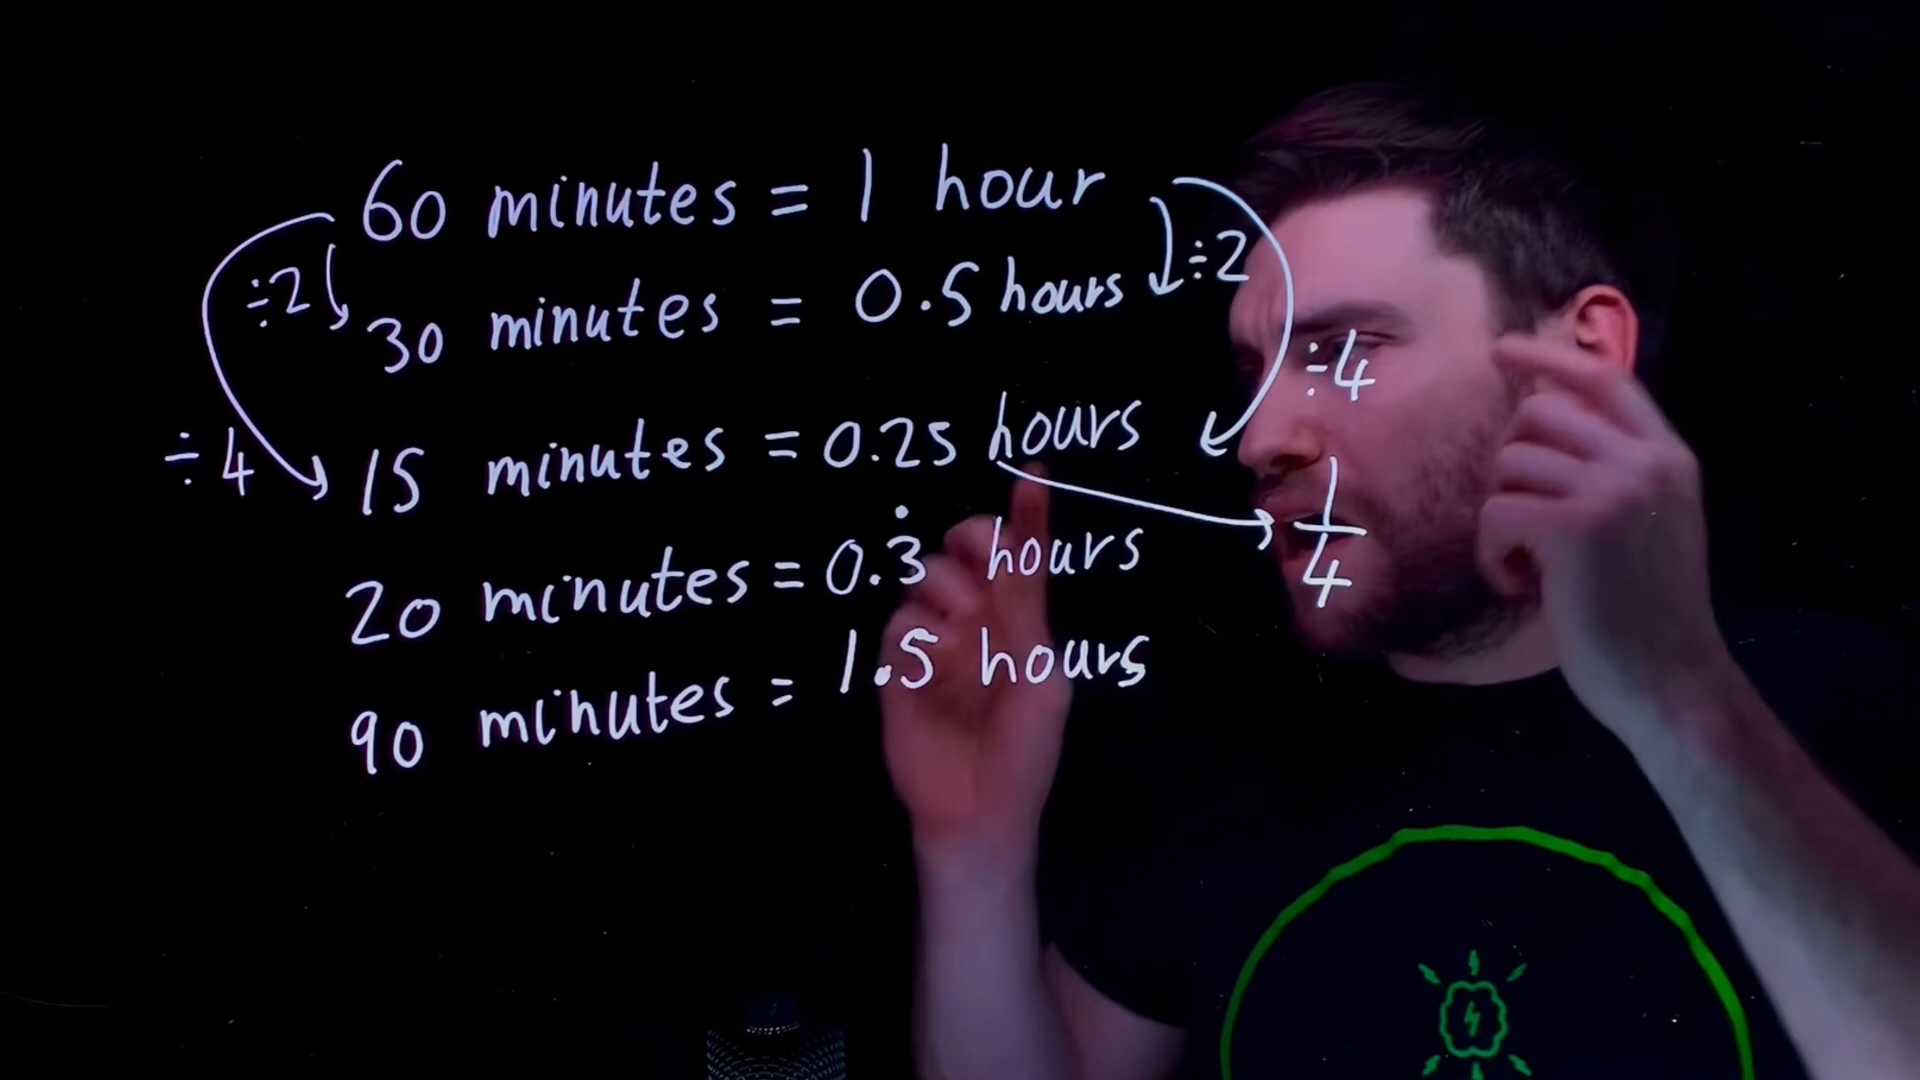 60 minutes = 1 hour
÷2
÷2
30 minutes = 0.5 hours
÷4
÷4
15 minutes = 0.25 hours
1/4
20 minutes = 0.3̇ hours
90 minutes = 1.5 hours